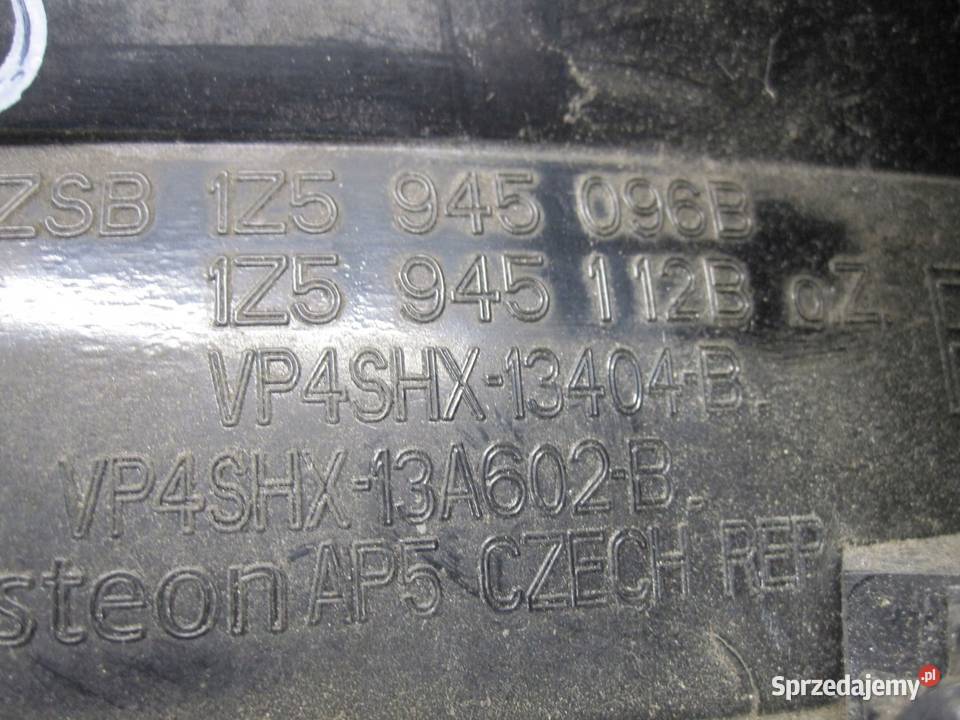 ZSB 1Z5 945 096B
1Z5 945 112B oZ
VP4SHX-13404-B.
VP4SHX-13A602-B.
steon AP5 CZECH REP
Sprzedajemy.pl